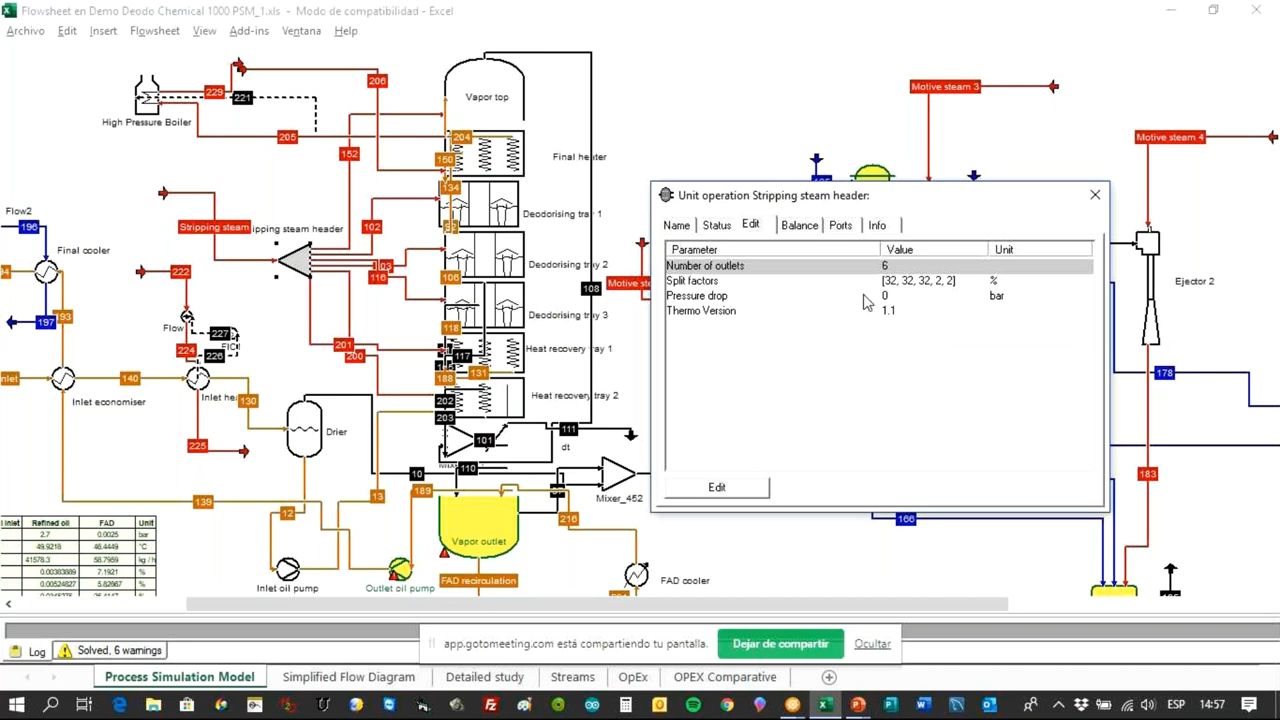 Flowsheet en Demo Deodo Chemical 1000 PSM_1.xls - Modo de compatibilidad - Excel
Archivo Edit Insert Flowsheet View Add-ins Ventana Help
206
229
221
Vapor top
Motive steam 3
High Pressure Boiler
205
204
Motive steam 4
152
160
Final heater
134
Unit operation Stripping steam header:
Flow2
Deodorising tray 1
Name Status Edit Balance Ports Info
196
Stripping steam
102
Parameter Value Unit
Final cooler
Deodorising tray 2
Number of outlets 6
222
116
106
108
Split factors [32, 32, 32, 2, 2] %
Ejector 2
Pressure drop 0 bar
197
193
Flow
Deodorising tray 3
Thermo Version 1.1
227
118
224
226
201
200
117
Heat recovery tray 1
131
188
140
178
Inlet economiser
130
202
Heat recovery tray 2
203
Drier
225
101
111
dt
110
10
Mixer_452
183
Edit
139
13
189
12
216
166
Inlet Refined oil FAD Unit
2.7 0.0025 bar
49.9218 46.4449 °C
41578.3 58.7959 kg / h
0.00383889 7.1921 %
0.00524827 5.82867 %
Vapor outlet
Inlet oil pump
Outlet oil pump
FAD recirculation
FAD cooler
app.gotomeeting.com está compartiendo tu pantalla. Dejar de compartir Ocultar
Log Solved, 6 warnings
Process Simulation Model Simplified Flow Diagram Detailed study Streams OpEx OPEX Comparative
ESP 14:57